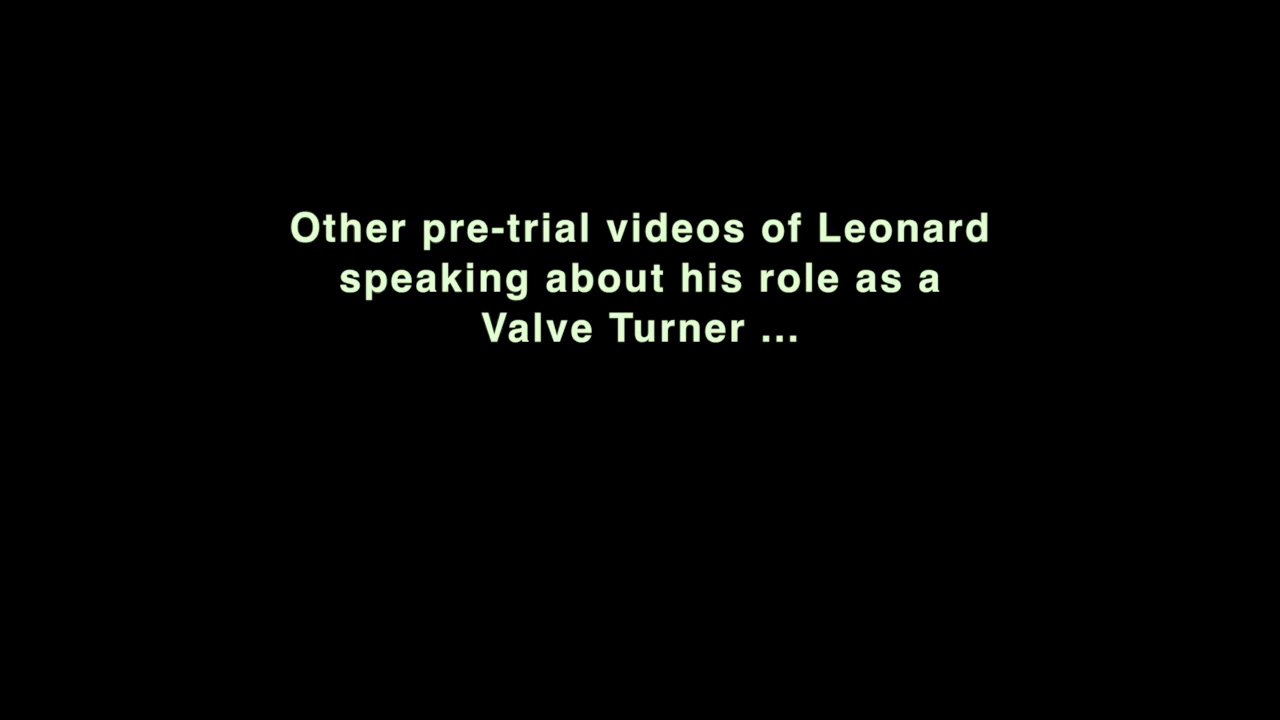 Other pre-trial videos of Leonard
speaking about his role as a
Valve Turner ...